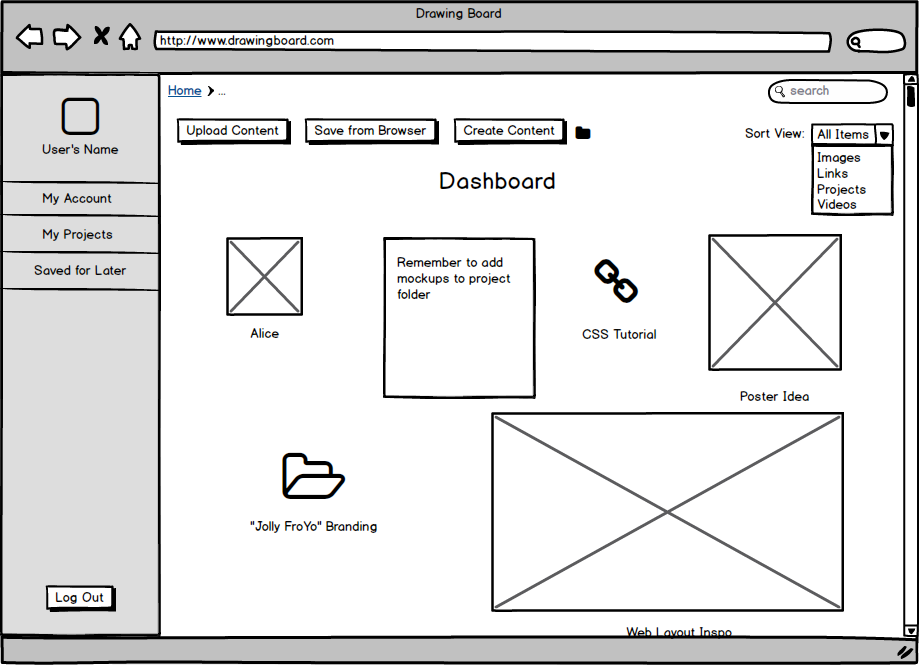 Drawing Board
http://www.drawingboard.com
Home ...
search
User's Name
My Account
My Projects
Saved for Later
Log Out
Upload Content
Save from Browser
Create Content
Sort View: All Items
Images
Links
Projects
Videos
Dashboard
Alice
Remember to add
mockups to project
folder
CSS Tutorial
Poster Idea
"Jolly FroYo" Branding
Web Layout Inspo